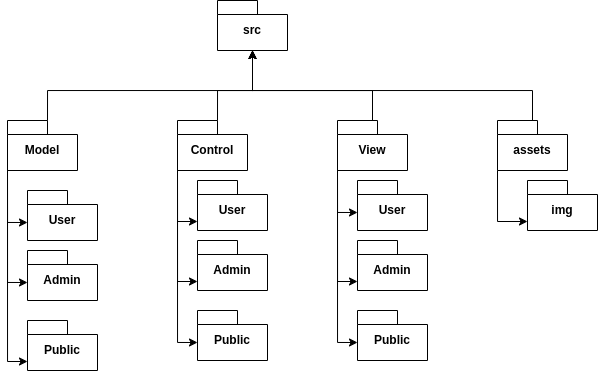 src
Model
Control
View
assets
User
User
User
img
Admin
Admin
Admin
Public
Public
Public